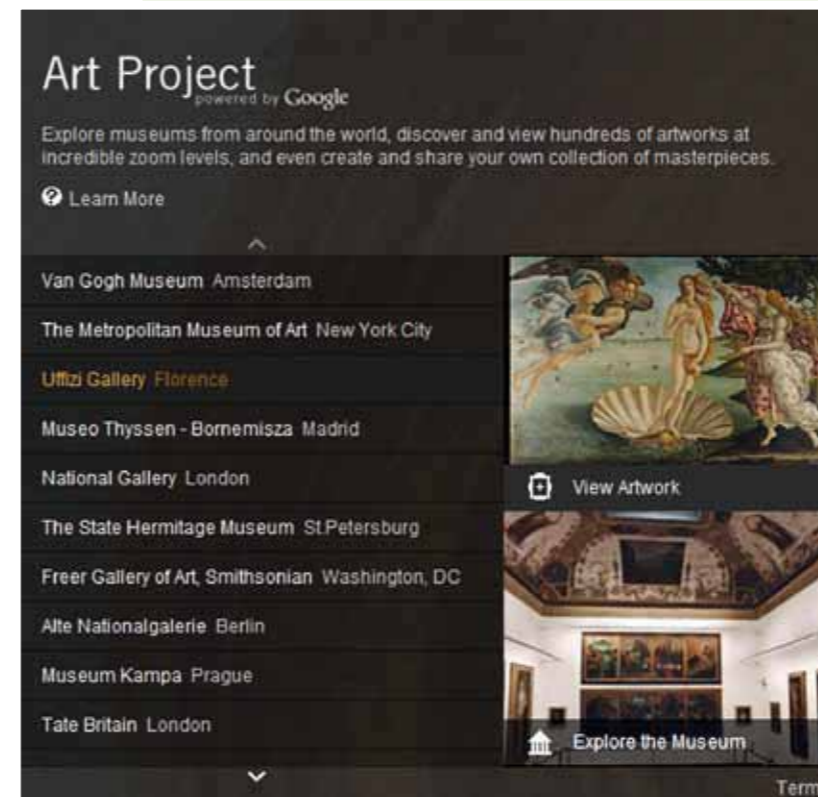 Art Project
powered by Google
Explore museums from around the world, discover and view hundreds of artworks at
incredible zoom levels, and even create and share your own collection of masterpieces.
Learn More
Van Gogh Museum Amsterdam
The Metropolitan Museum of Art New York City
Uffizi Gallery Florence
Museo Thyssen - Bornemisza Madrid
National Gallery London
The State Hermitage Museum St.Petersburg
Freer Gallery of Art, Smithsonian Washington, DC
Alte Nationalgalerie Berlin
Museum Kampa Prague
Tate Britain London
View Artwork
Explore the Museum
Term